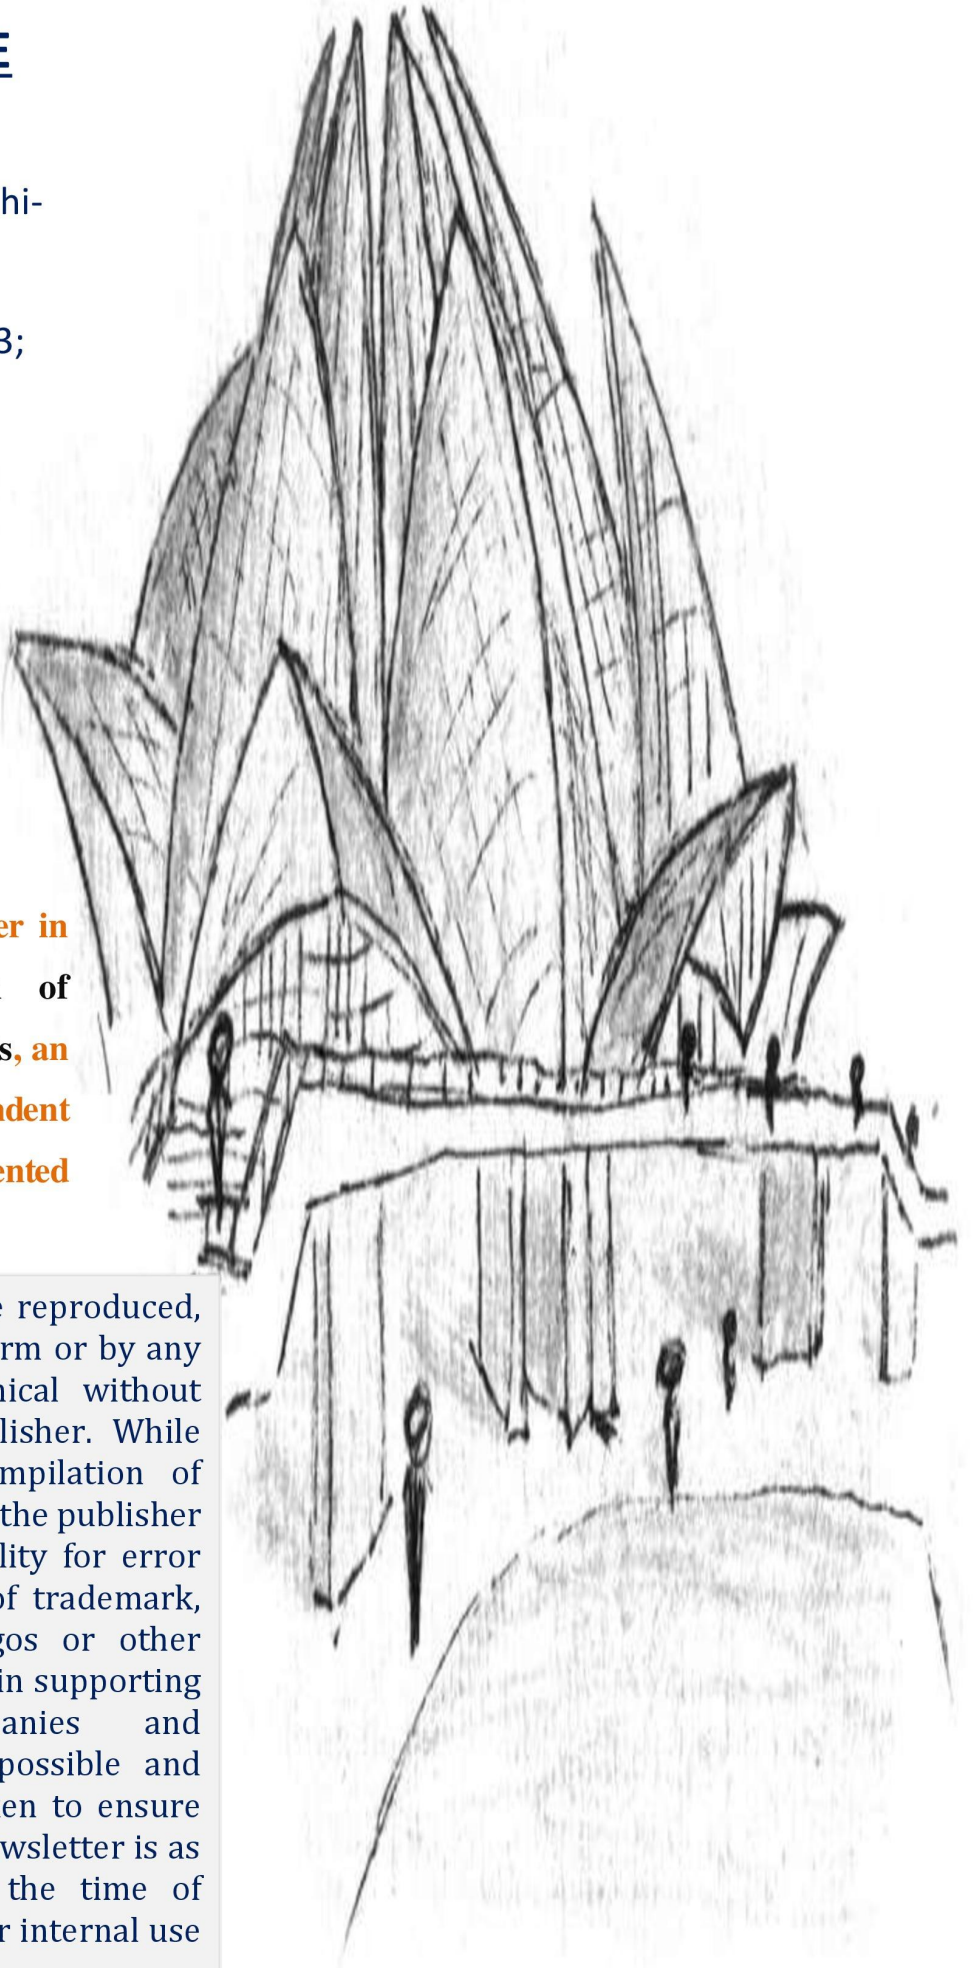 E
hi-
3;
er in
of
s, an
ndent
ented
e reproduced,
rm or by any
nical without
lisher. While
mpilation of
the publisher
lity for error
of trademark,
gos or other
in supporting
anies and
possible and
en to ensure
wsletter is as
the time of
r internal use